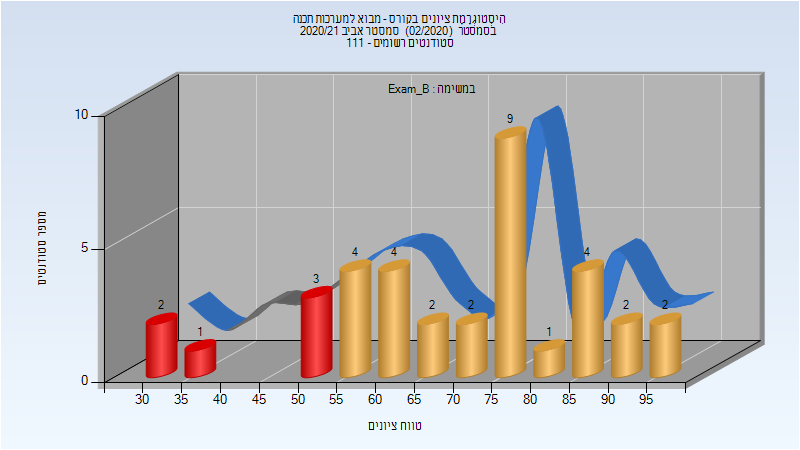 היסטוגרמת ציונים בקורס - מבוא למערכות תכנה
בסמסטר (02/2020) סמסטר אביב 2020/21
סטודנטים רשומים - 111
במשימה : Exam_B
מספר סטודנטים
10
5
0
2
1
3
4
4
2
2
9
1
4
2
2
30 35 40 45 50 55 60 65 70 75 80 85 90 95
טווח ציונים